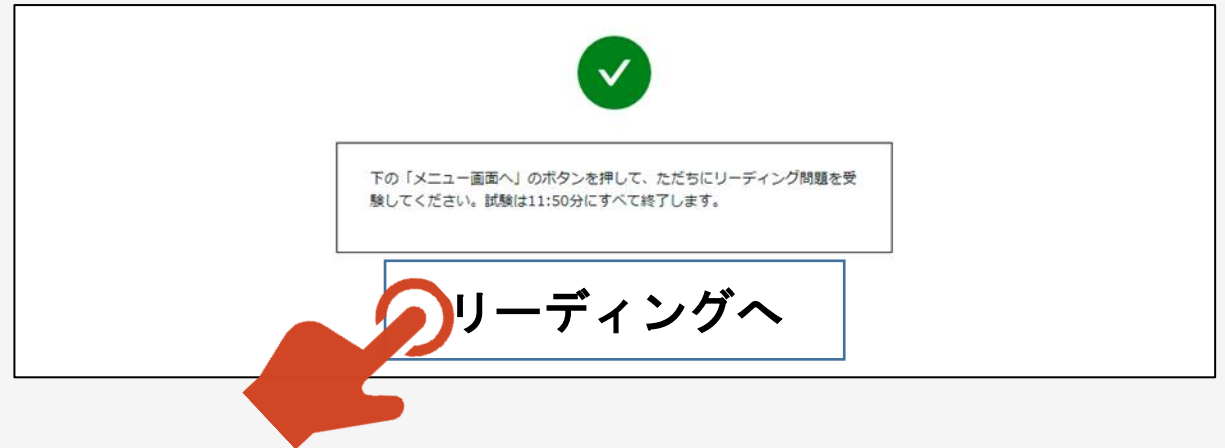 下の「メニュー画面へ」のボタンを押して、ただちにリーディング問題を受
験してください。試験は11:50分にすべて終了します。
リーディングへ